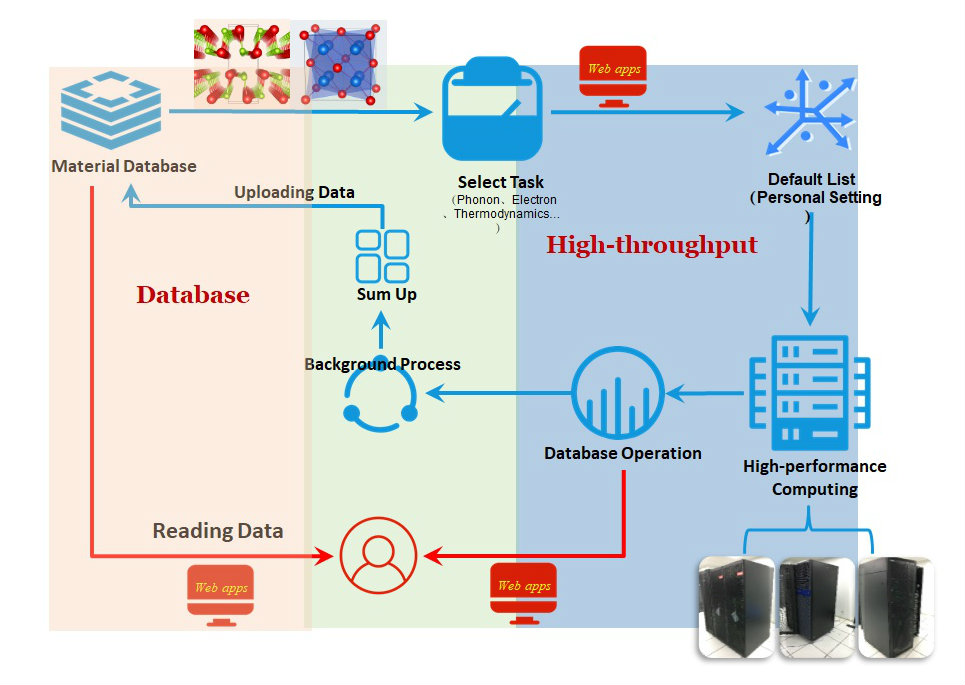 Web apps
Material Database
Select Task
（Phonon、Electron
、Thermodynamics...
）
Default List
（Personal Setting
）
Uploading Data
High-throughput
Database
Sum Up
Background Process
Database Operation
High-performance
Computing
Reading Data
Web apps
Web apps